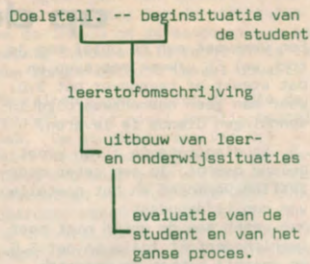 Doelstell. -- beginsituatie van
de student
leerstofomschrijving
uitbouw van leer-
en onderwijssituaties
evaluatie van de
student en van het
ganse proces.